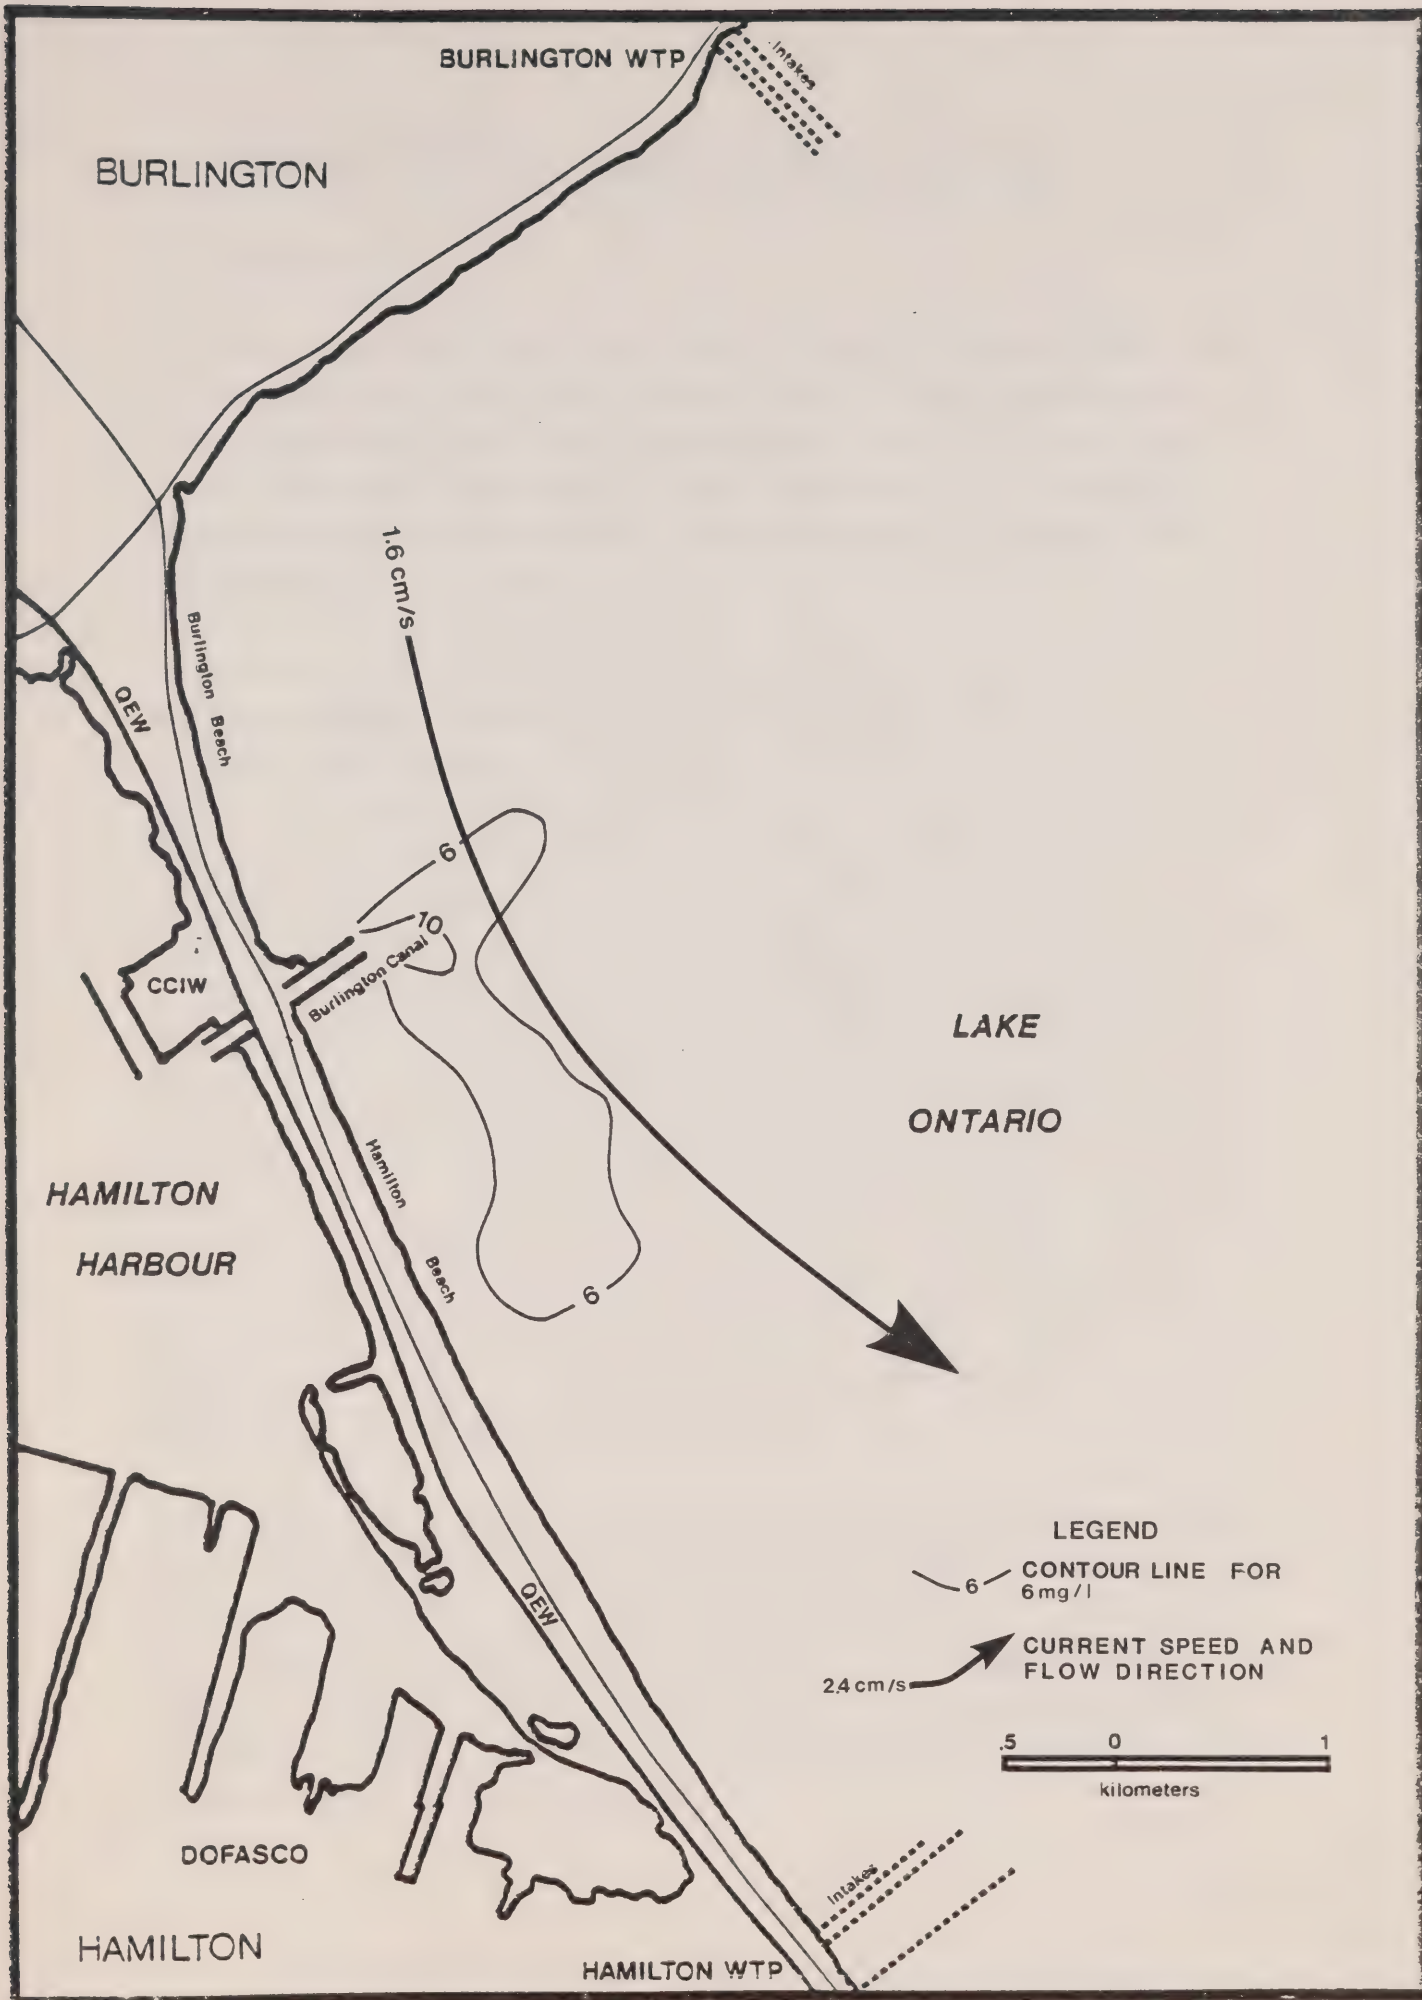 BURLINGTON WTP
Intakes
BURLINGTON
1.6 cm/s
Burlington Beach
QEW
6
10
Burlington Canal
CCIW
LAKE
ONTARIO
Hamilton
Beach
HAMILTON
HARBOUR
6
LEGEND
6 CONTOUR LINE FOR
6 mg/l
QEW
CURRENT SPEED AND
FLOW DIRECTION
2.4 cm/s
.5 0 1
kilometers
DOFASCO
Intakes
HAMILTON
HAMILTON WTP